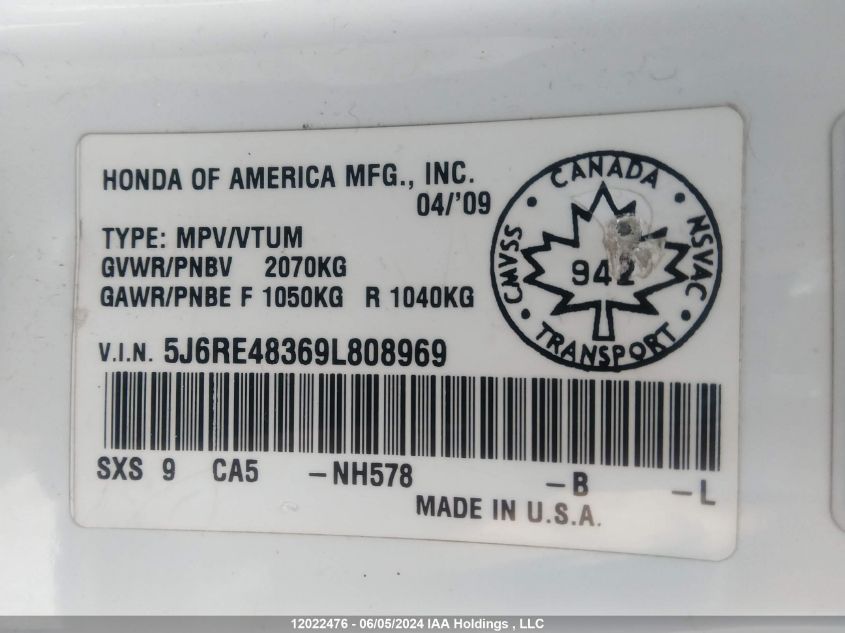 HONDA OF AMERICA MFG., INC.
04/'09
TYPE: MPV/VTUM
GVWR/PNBV 2070KG
GAWR/PNBE F 1050KG R 1040KG
V.I.N. 5J6RE48369L808969
SXS 9 CA5 -NH578 -B -L
MADE IN U.S.A.
CANADA
CMVSS
NSVAC
942
TRANSPORT
12022476 - 06/05/2024 IAA Holdings , LLC